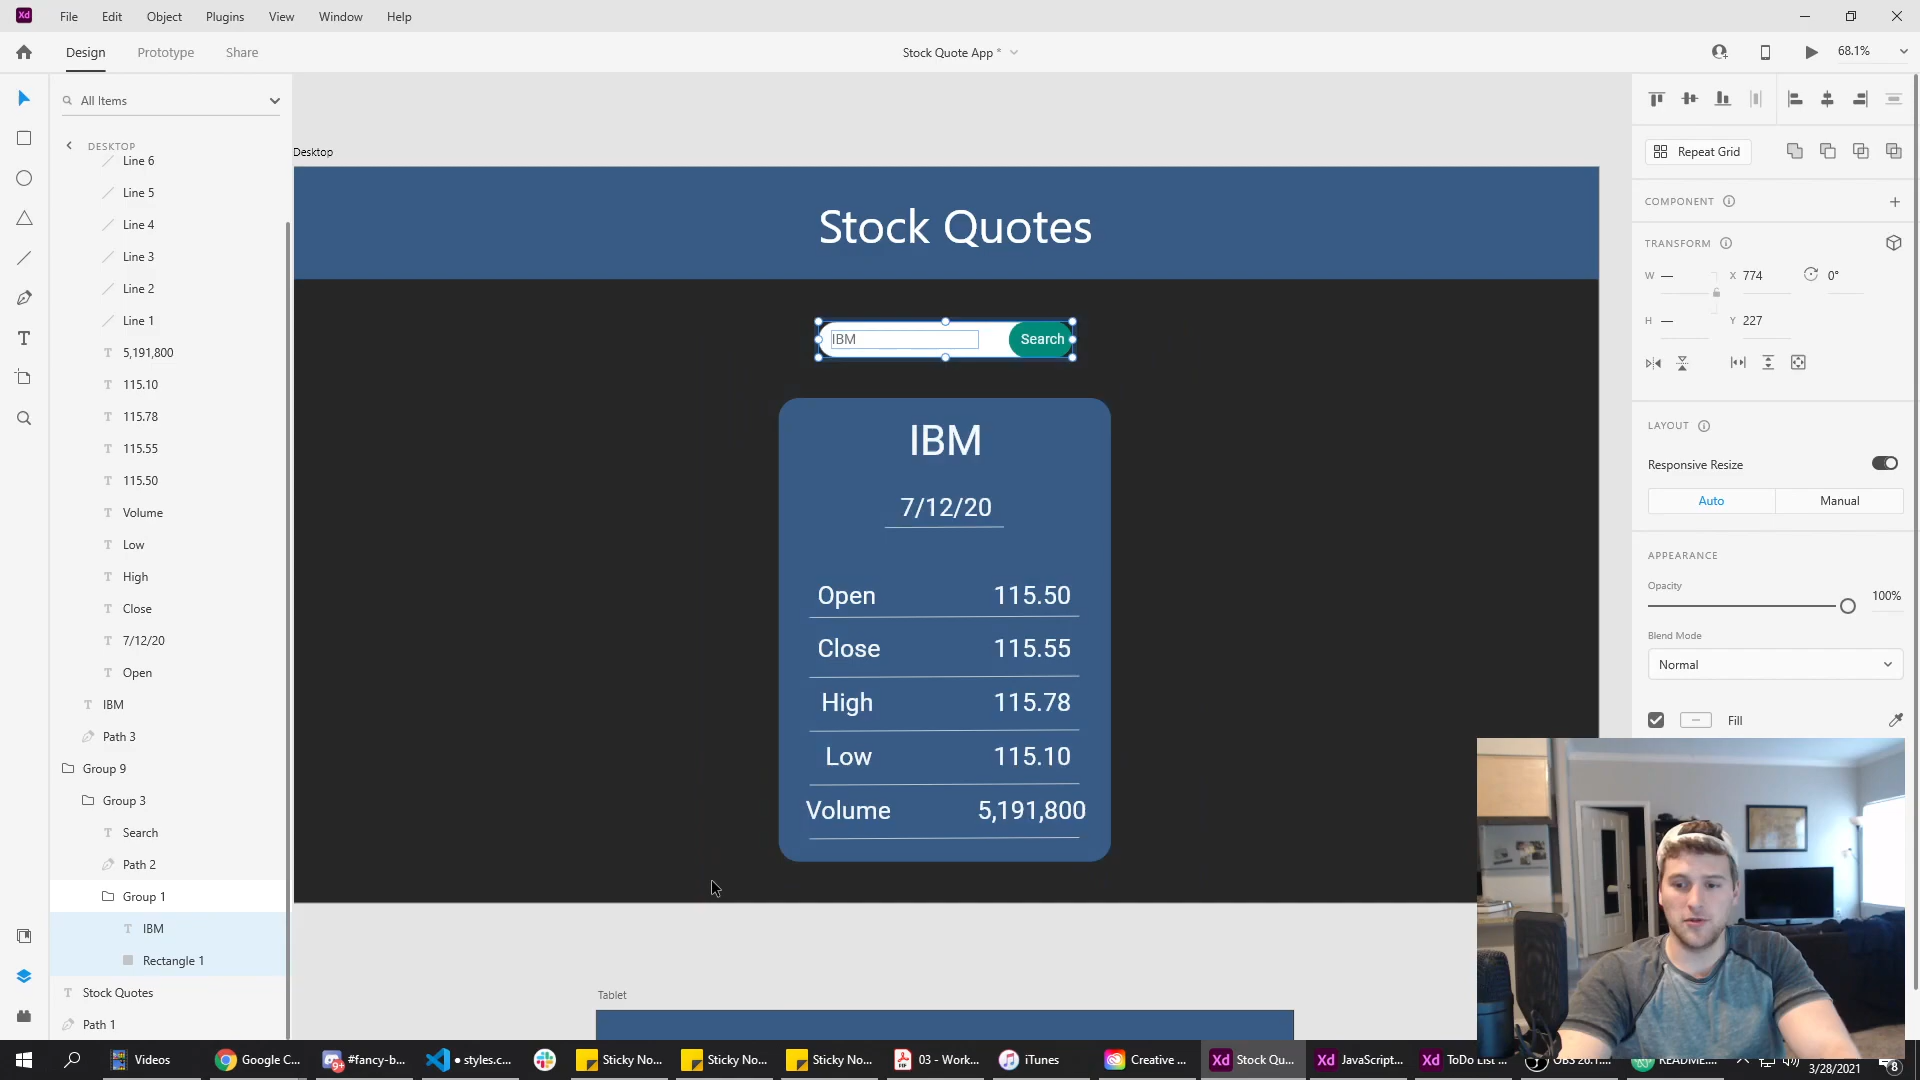 Xd
File
Edit
Object
Plugins
View
Window
Help
Design
Prototype
Share
Stock Quote App *
68.1%
All Items
DESKTOP
Line 6
Line 5
Line 4
Line 3
Line 2
Line 1
5,191,800
115.10
115.78
115.55
115.50
Volume
Low
High
Close
7/12/20
Open
IBM
Path 3
Group 9
Group 3
Search
Path 2
Group 1
IBM
Rectangle 1
Stock Quotes
Path 1
Desktop
Stock Quotes
IBM
Search
IBM
7/12/20
Open 115.50
Close 115.55
High 115.78
Low 115.10
Volume 5,191,800
Tablet
Repeat Grid
COMPONENT
TRANSFORM
W — X 774 0°
H — Y 227
LAYOUT
Responsive Resize
Auto Manual
APPEARANCE
Opacity
100%
Blend Mode
Normal
Fill
Videos
Google C...
#fancy-b...
• styles.c...
Sticky No...
Sticky No...
Sticky No...
03 - Work...
iTunes
Creative ...
Stock Qu...
JavaScript...
ToDo List ...
OBS 26.1....
README....
3/28/2021
8